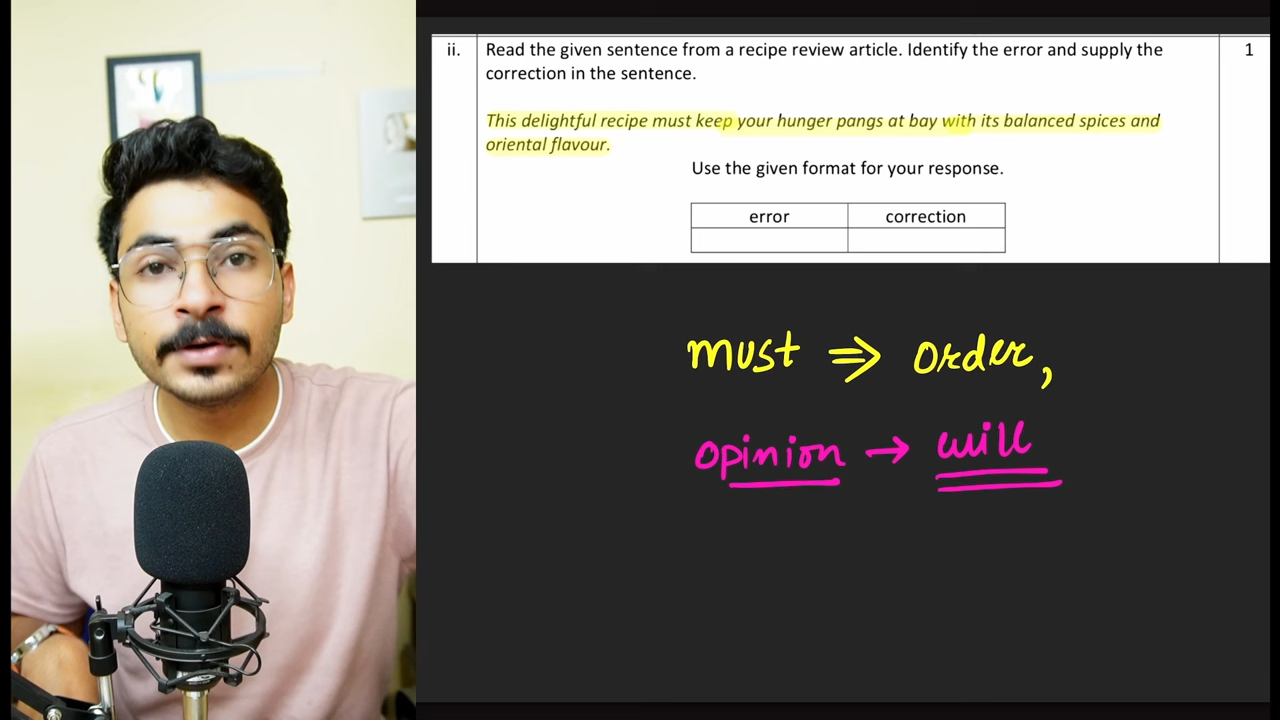 ii. Read the given sentence from a recipe review article. Identify the error and supply the 1
correction in the sentence.
This delightful recipe must keep your hunger pangs at bay with its balanced spices and
oriental flavour.
Use the given format for your response.
error correction
must ⇒ order,
opinion → will